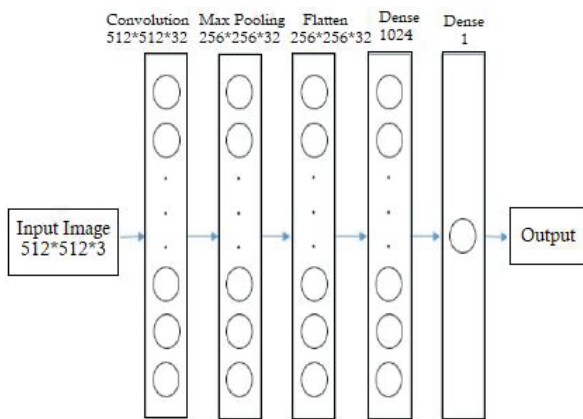 Convolution
512*512*32
Max Pooling
256*256*32
Flatten
256*256*32
Dense
1024
Dense
1
Input Image
512*512*3
Output